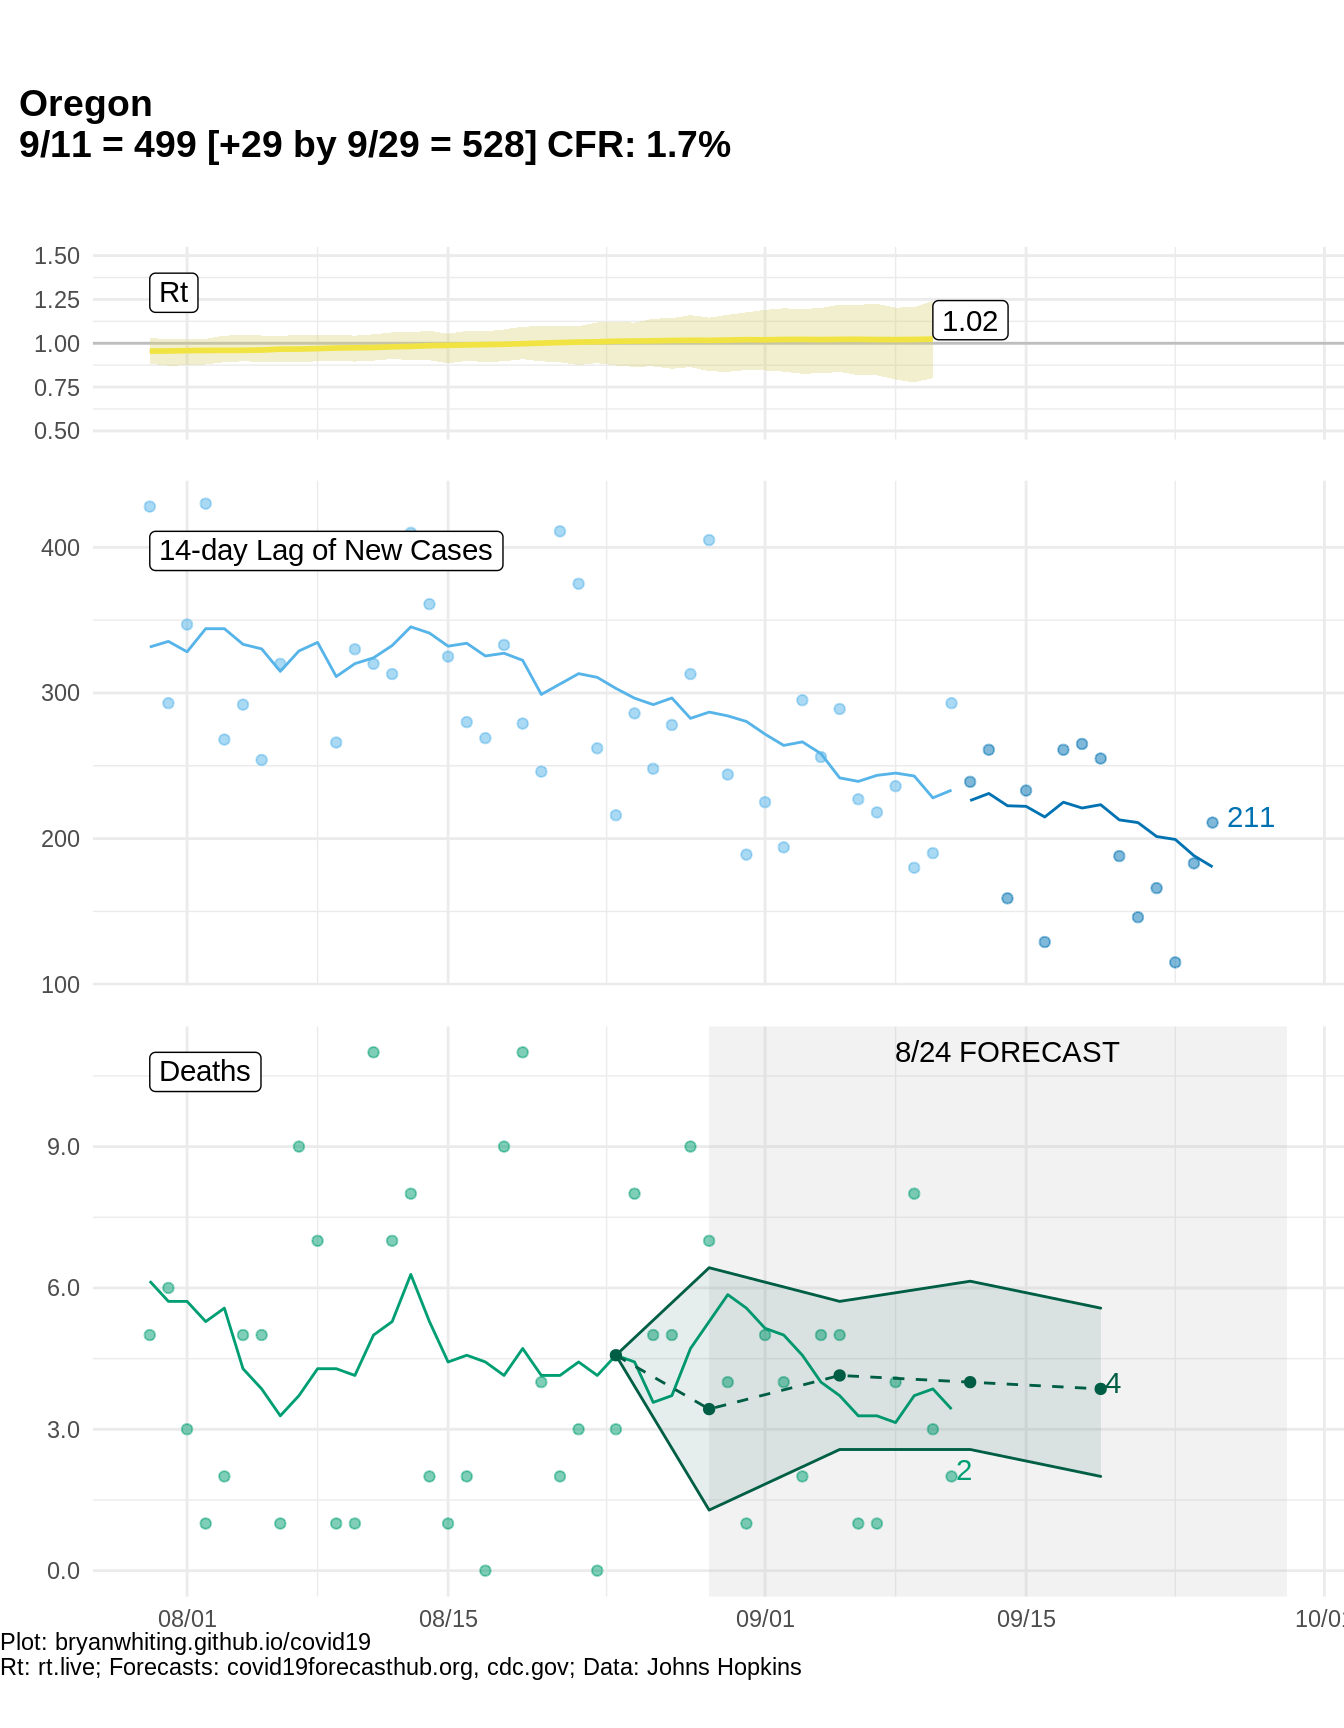 Oregon
9/11 = 499 [+29 by 9/29 = 528] CFR: 1.7%
1.50
Rt
1.25
1.02
1.00
0.75
0.50
400
14-day Lag of New Cases
300
200
211
100
8/24 FORECAST
Deaths
9.0
6.0
4
3.0
2
0.0
08/01 08/15 09/01 09/15 10/01
Plot: bryanwhiting.github.io/covid19
Rt: rt.live; Forecasts: covid19forecasthub.org, cdc.gov; Data: Johns Hopkins